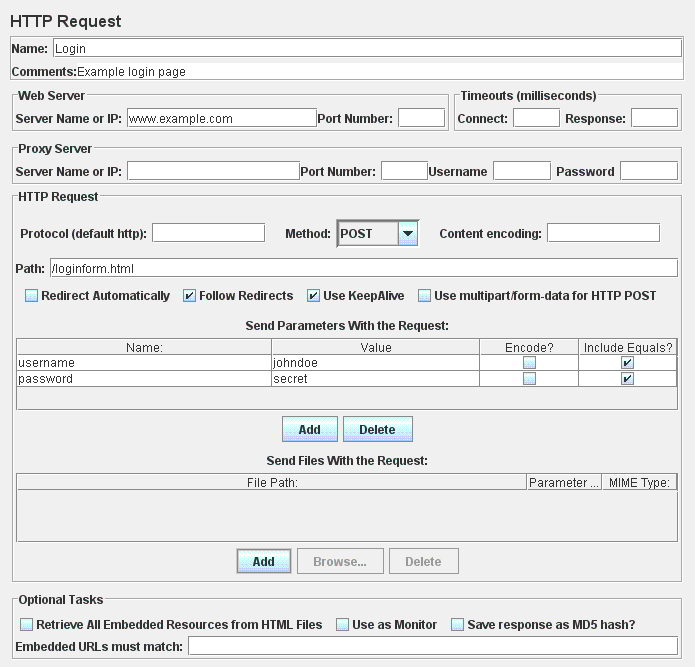 HTTP Request
Name: Login
Comments:Example login page
Web Server Timeouts (milliseconds)
Server Name or IP: www.example.com Port Number: Connect: Response:
Proxy Server
Server Name or IP: Port Number: Username Password
HTTP Request
Protocol (default http): Method: POST Content encoding:
Path: /loginform.html
Redirect Automatically Follow Redirects Use KeepAlive Use multipart/form-data for HTTP POST
Send Parameters With the Request:
Name: Value Encode? Include Equals?
username johndoe
password secret
Add Delete
Send Files With the Request:
File Path: Parameter ... MIME Type:
Add Browse... Delete
Optional Tasks
Retrieve All Embedded Resources from HTML Files Use as Monitor Save response as MD5 hash?
Embedded URLs must match: